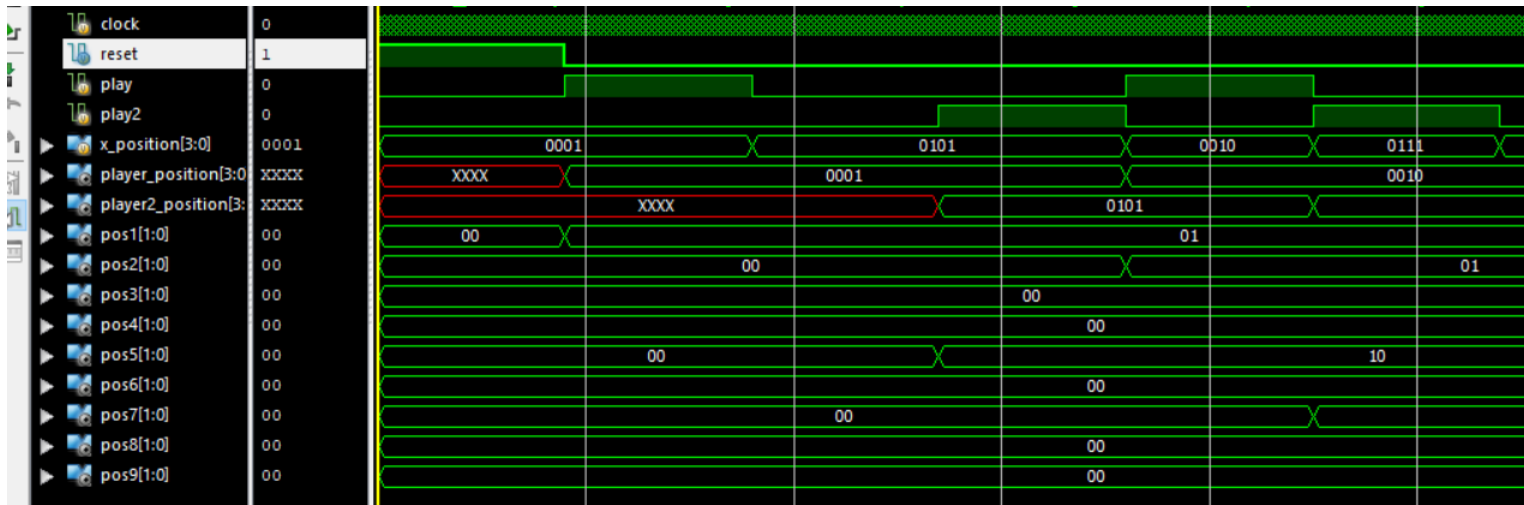 clock 0
reset 1
play 0
play2 0
x_position[3:0] 0001 0001 0101 0010 0111
player_position[3:0 XXXX XXXX 0001 0010
player2_position[3: XXXX XXXX 0101
pos1[1:0] 00 00 01
pos2[1:0] 00 00 01
pos3[1:0] 00 00
pos4[1:0] 00 00
pos5[1:0] 00 00 10
pos6[1:0] 00 00
pos7[1:0] 00 00
pos8[1:0] 00 00
pos9[1:0] 00 00